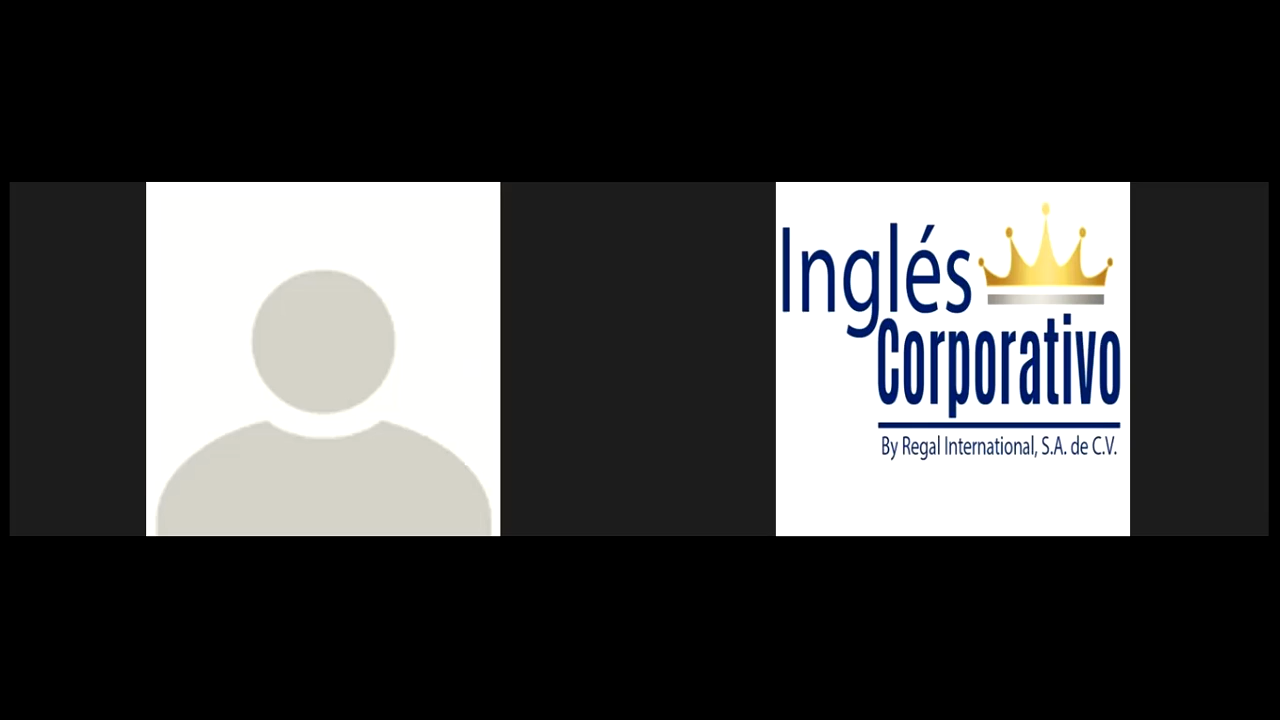 Inglés
Corporativo
By Regal International, S.A. de C.V.